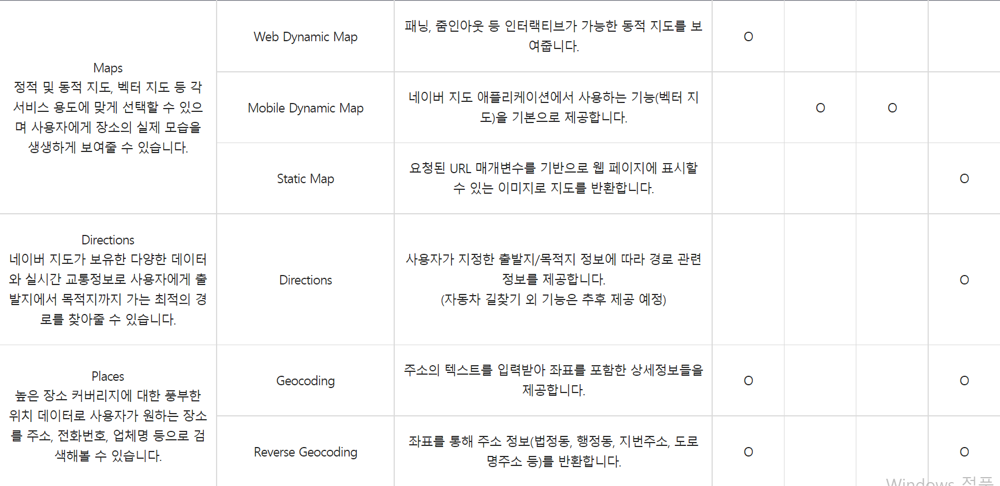 Maps
정적 및 동적 지도, 벡터 지도 등 각
서비스 용도에 맞게 선택할 수 있으
며 사용자에게 장소의 실제 모습을
생생하게 보여줄 수 있습니다.
Web Dynamic Map
패닝, 줌인아웃 등 인터랙티브가 가능한 동적 지도를 보
여줍니다.
O
Mobile Dynamic Map
네이버 지도 애플리케이션에서 사용하는 기능(벡터 지
도)을 기본으로 제공합니다.
O
O
Static Map
요청된 URL 매개변수를 기반으로 웹 페이지에 표시할
수 있는 이미지로 지도를 반환합니다.
O
Directions
네이버 지도가 보유한 다양한 데이터
와 실시간 교통정보로 사용자에게 출
발지에서 목적지까지 가는 최적의 경
로를 찾아줄 수 있습니다.
Directions
사용자가 지정한 출발지/목적지 정보에 따라 경로 관련
정보를 제공합니다.
(자동차 길찾기 외 기능은 추후 제공 예정)
O
Places
높은 장소 커버리지에 대한 풍부한
위치 데이터로 사용자가 원하는 장소
를 주소, 전화번호, 업체명 등으로 검
색해볼 수 있습니다.
Geocoding
주소의 텍스트를 입력받아 좌표를 포함한 상세정보들을
제공합니다.
O
O
Reverse Geocoding
좌표를 통해 주소 정보(법정동, 행정동, 지번주소, 도로
명주소 등)를 반환합니다.
O
O
Windows